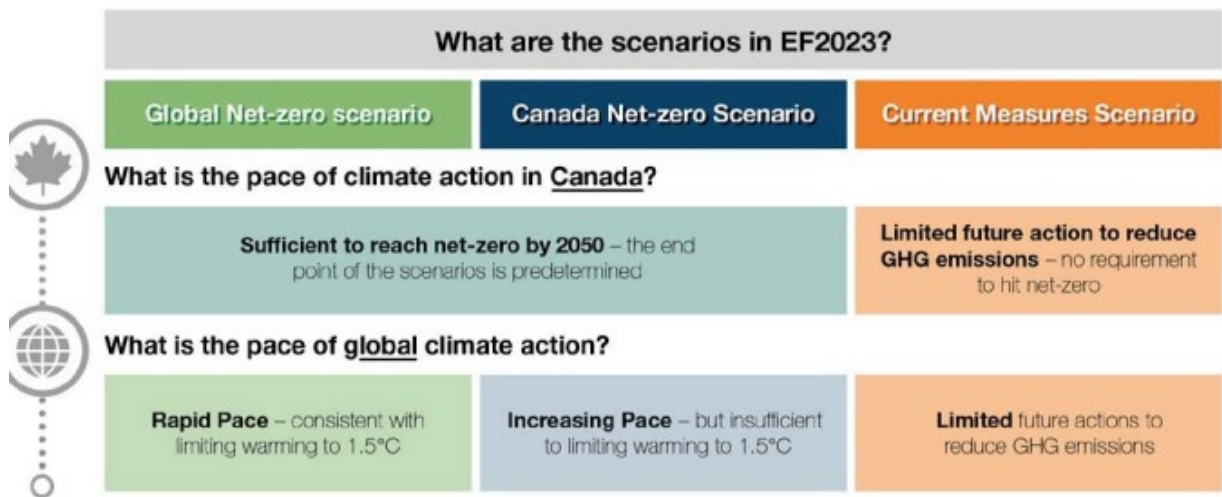 What are the scenarios in EF2023?
Global Net-zero scenario
Canada Net-zero Scenario
Current Measures Scenario
What is the pace of climate action in Canada?
Sufficient to reach net-zero by 2050 – the end
point of the scenarios is predetermined
Limited future action to reduce
GHG emissions – no requirement
to hit net-zero
What is the pace of global climate action?
Rapid Pace – consistent with
limiting warming to 1.5°C
Increasing Pace – but insufficient
to limiting warming to 1.5°C
Limited future actions to
reduce GHG emissions